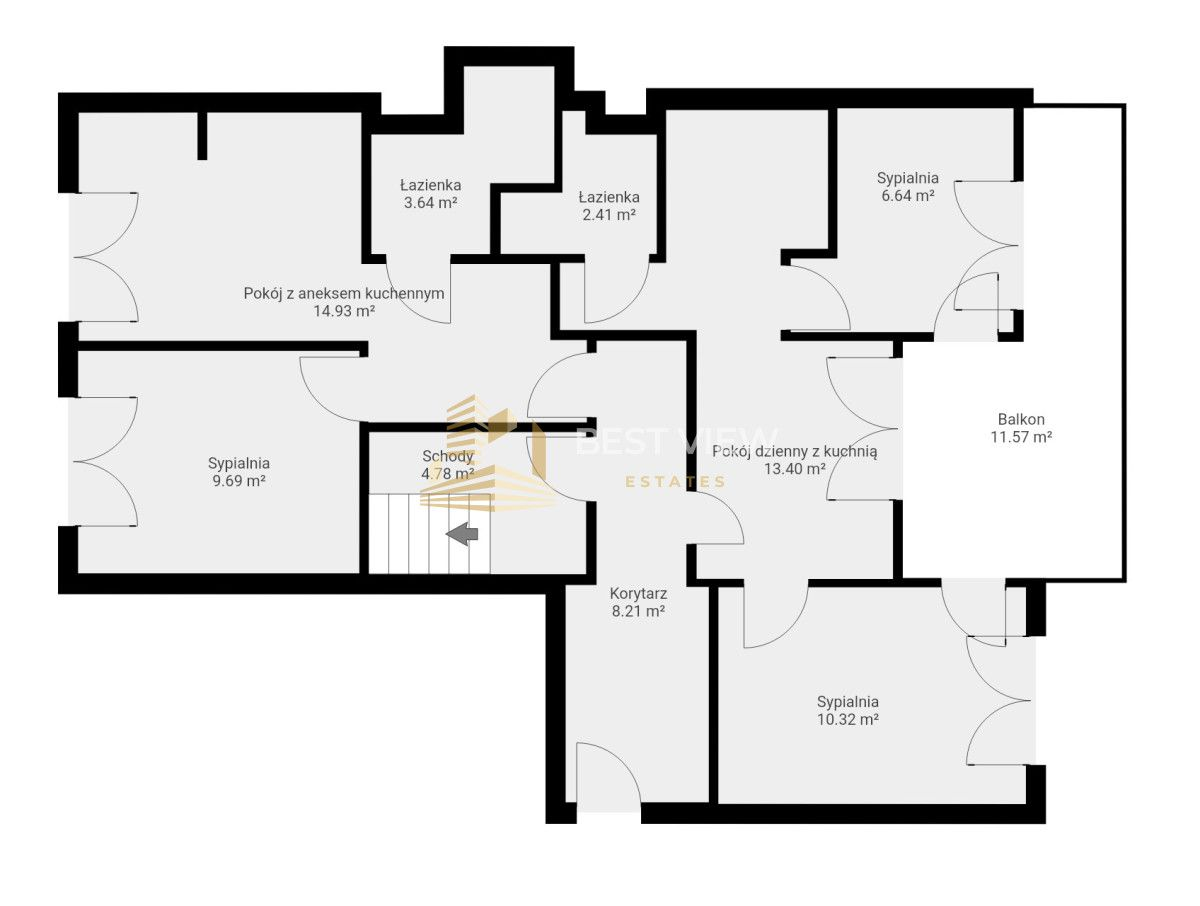 Łazienka
3.64 m²
Łazienka
2.41 m²
Sypialnia
6.64 m²
Pokój z aneksem kuchennym
14.93 m²
Sypialnia
9.69 m²
Schody
4.78 m²
BEST VIEW
ESTATES
Pokój dzienny z kuchnią
13.40 m²
Balkon
11.57 m²
Korytarz
8.21 m²
Sypialnia
10.32 m²